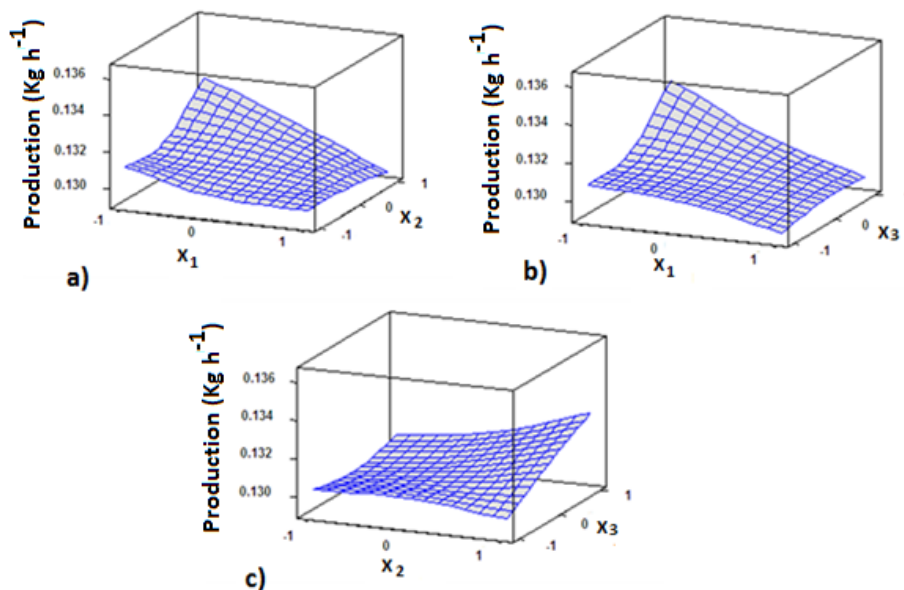 Production (Kg h⁻¹)
0.136
0.134
0.132
0.130
-1
0
1
X₁
-1
0
1
X₂
a)
Production (Kg h⁻¹)
0.136
0.134
0.132
0.130
-1
0
1
X₁
-1
0
1
X₃
b)
Production (Kg h⁻¹)
0.136
0.134
0.132
0.130
-1
0
1
X₂
-1
0
1
X₃
c)